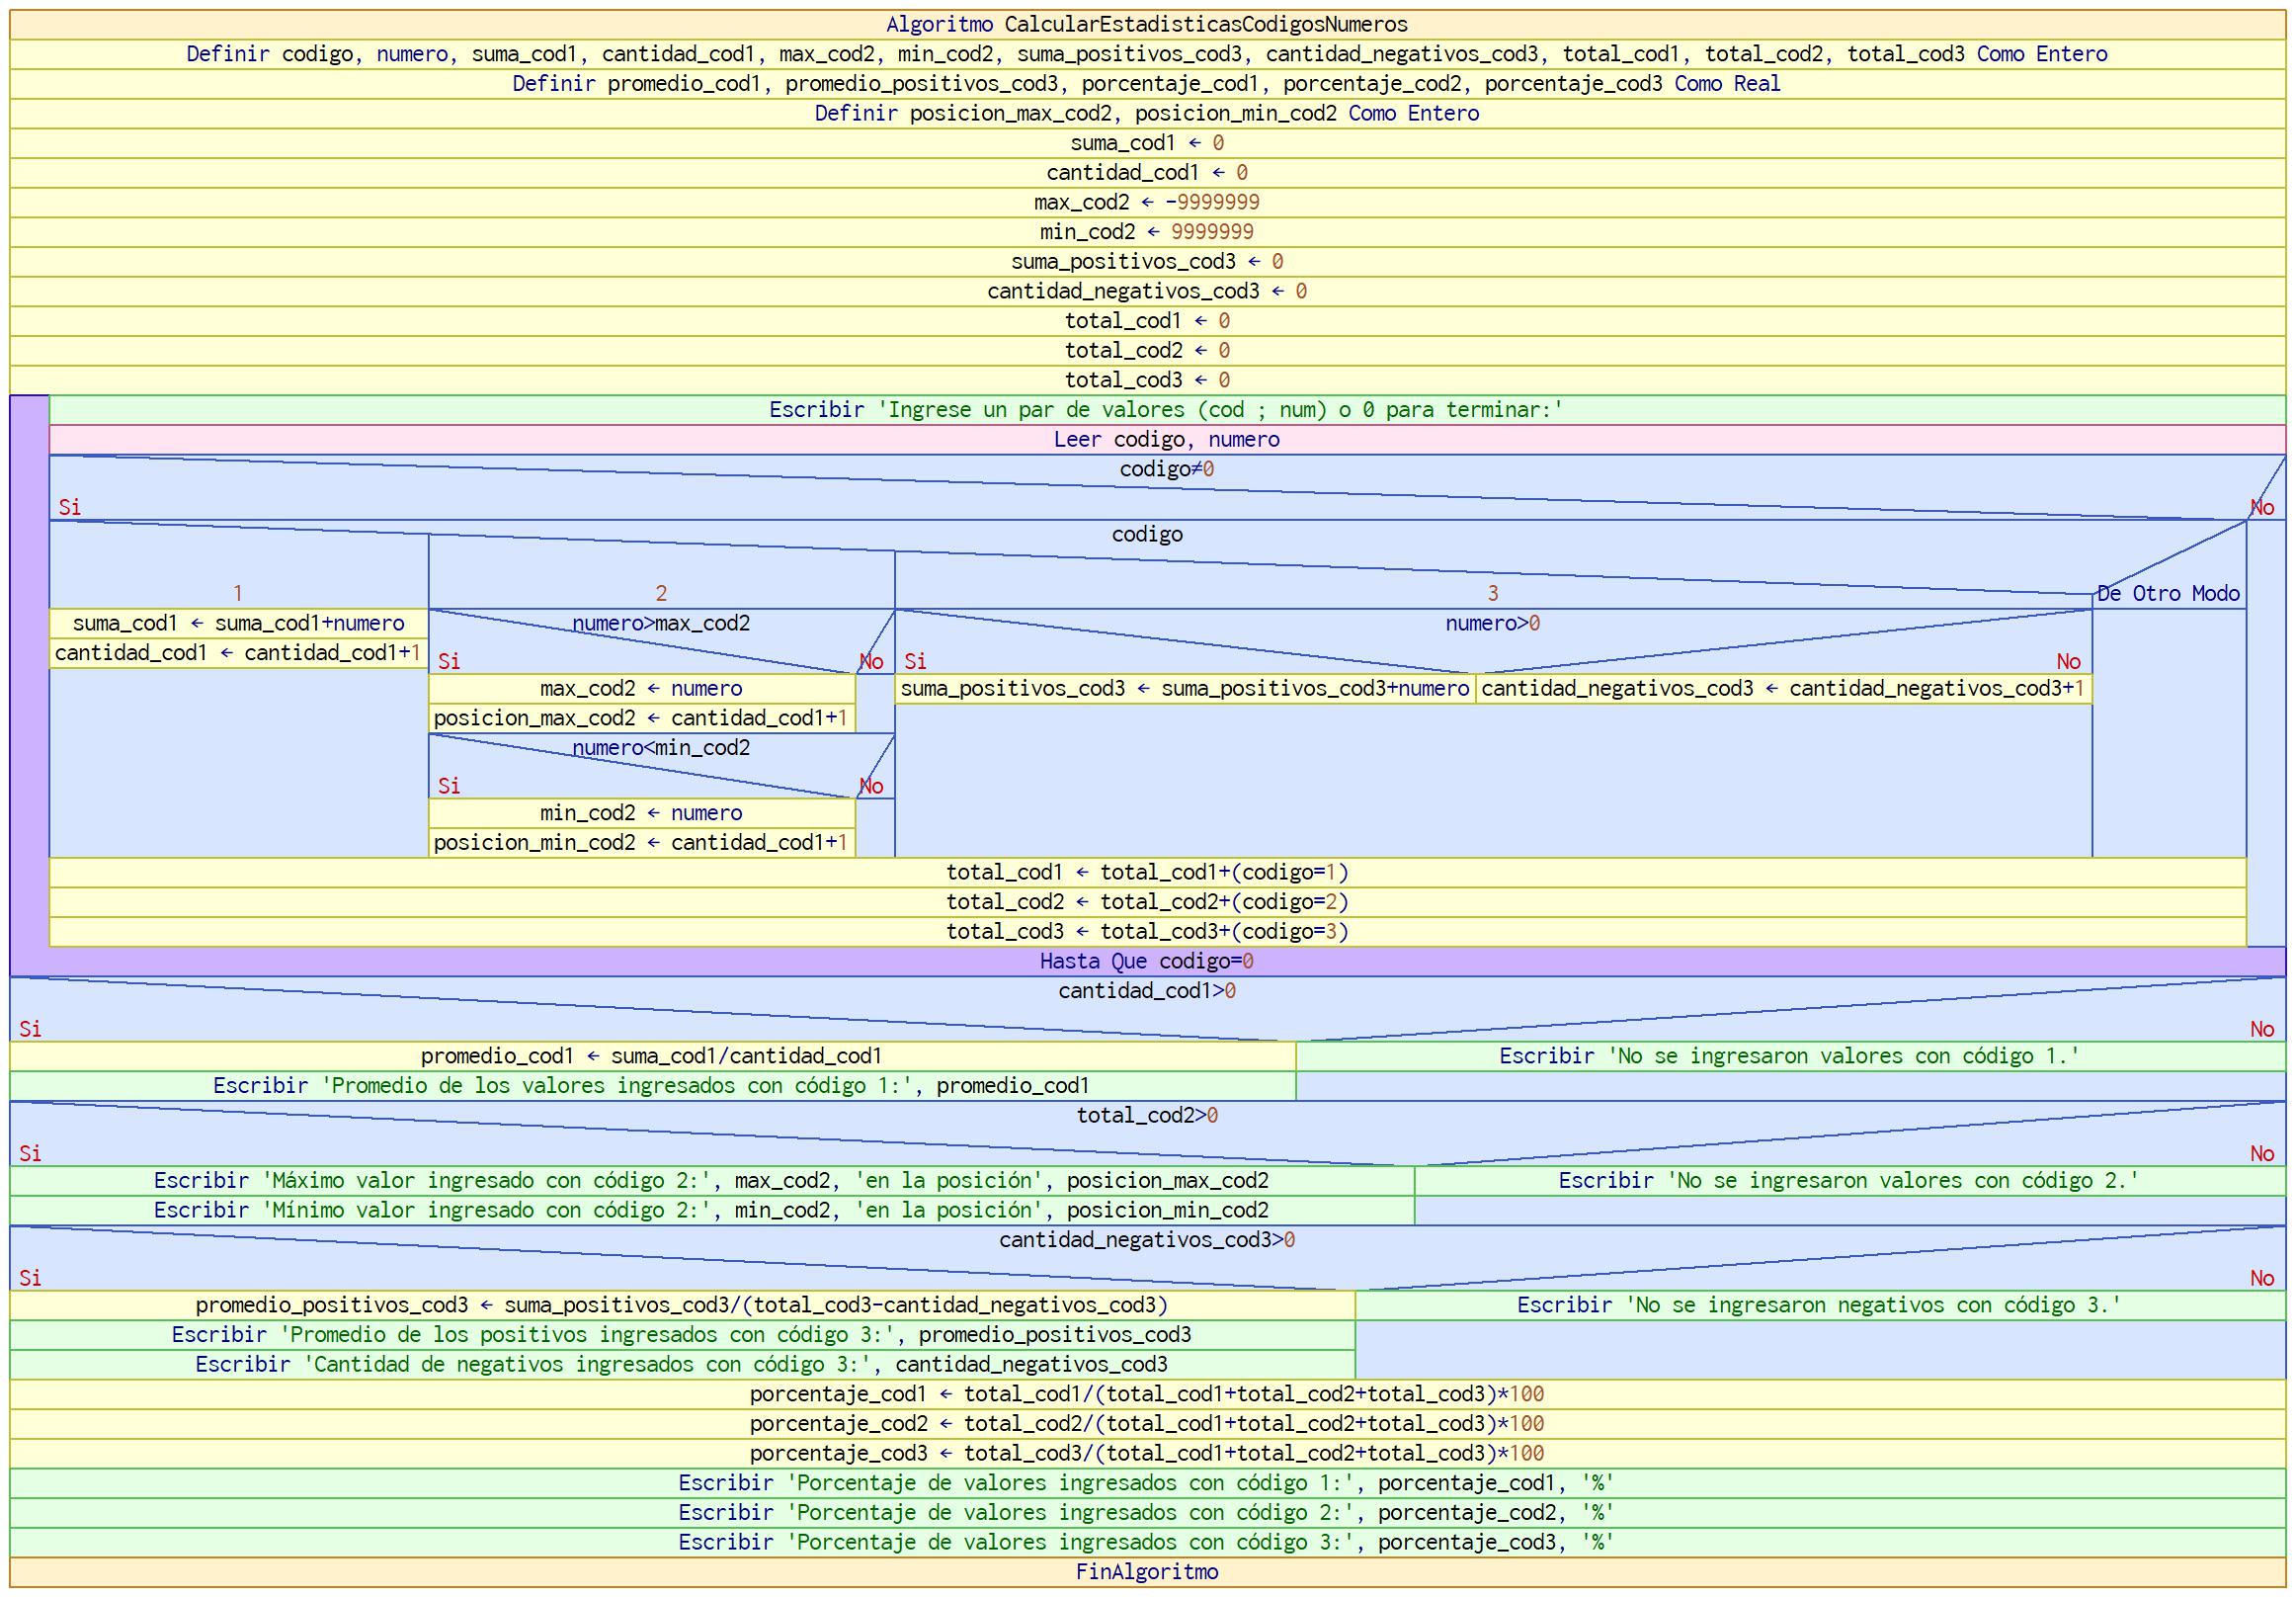 Algoritmo CalcularEstadisticasCodigosNumeros
Definir codigo, numero, suma_cod1, cantidad_cod1, max_cod2, min_cod2, suma_positivos_cod3, cantidad_negativos_cod3, total_cod1, total_cod2, total_cod3 Como Entero
Definir promedio_cod1, promedio_positivos_cod3, porcentaje_cod1, porcentaje_cod2, porcentaje_cod3 Como Real
Definir posicion_max_cod2, posicion_min_cod2 Como Entero
suma_cod1 ← 0
cantidad_cod1 ← 0
max_cod2 ← -9999999
min_cod2 ← 9999999
suma_positivos_cod3 ← 0
cantidad_negativos_cod3 ← 0
total_cod1 ← 0
total_cod2 ← 0
total_cod3 ← 0
Escribir 'Ingrese un par de valores (cod ; num) o 0 para terminar:'
Leer codigo, numero
codigo≠0
Si No
codigo
1 2 3 De Otro Modo
suma_cod1 ← suma_cod1+numero numero>max_cod2 numero>0
cantidad_cod1 ← cantidad_cod1+1 Si No Si No
max_cod2 ← numero suma_positivos_cod3 ← suma_positivos_cod3+numero cantidad_negativos_cod3 ← cantidad_negativos_cod3+1
posicion_max_cod2 ← cantidad_cod1+1
numero<min_cod2
Si No
min_cod2 ← numero
posicion_min_cod2 ← cantidad_cod1+1
total_cod1 ← total_cod1+(codigo=1)
total_cod2 ← total_cod2+(codigo=2)
total_cod3 ← total_cod3+(codigo=3)
Hasta Que codigo=0
cantidad_cod1>0
Si No
promedio_cod1 ← suma_cod1/cantidad_cod1 Escribir 'No se ingresaron valores con código 1.'
Escribir 'Promedio de los valores ingresados con código 1:', promedio_cod1
total_cod2>0
Si No
Escribir 'Máximo valor ingresado con código 2:', max_cod2, 'en la posición', posicion_max_cod2 Escribir 'No se ingresaron valores con código 2.'
Escribir 'Mínimo valor ingresado con código 2:', min_cod2, 'en la posición', posicion_min_cod2
cantidad_negativos_cod3>0
Si No
promedio_positivos_cod3 ← suma_positivos_cod3/(total_cod3-cantidad_negativos_cod3) Escribir 'No se ingresaron negativos con código 3.'
Escribir 'Promedio de los positivos ingresados con código 3:', promedio_positivos_cod3
Escribir 'Cantidad de negativos ingresados con código 3:', cantidad_negativos_cod3
porcentaje_cod1 ← total_cod1/(total_cod1+total_cod2+total_cod3)*100
porcentaje_cod2 ← total_cod2/(total_cod1+total_cod2+total_cod3)*100
porcentaje_cod3 ← total_cod3/(total_cod1+total_cod2+total_cod3)*100
Escribir 'Porcentaje de valores ingresados con código 1:', porcentaje_cod1, '%'
Escribir 'Porcentaje de valores ingresados con código 2:', porcentaje_cod2, '%'
Escribir 'Porcentaje de valores ingresados con código 3:', porcentaje_cod3, '%'
FinAlgoritmo